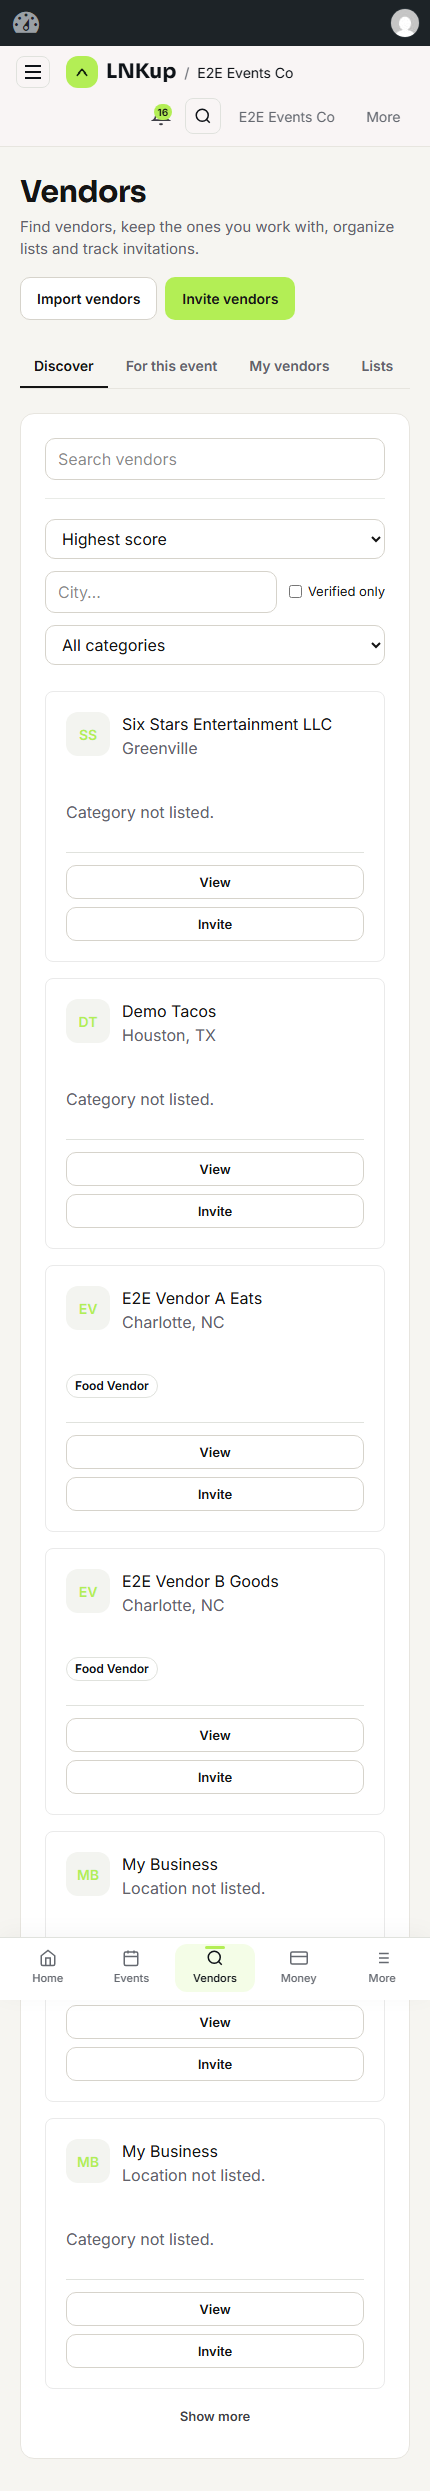 LNKup / E2E Events Co
16
E2E Events Co
More
Vendors
Find vendors, keep the ones you work with, organize
lists and track invitations.
Import vendors
Invite vendors
Discover
For this event
My vendors
Lists
Search vendors
Highest score
City...
Verified only
All categories
SS
Six Stars Entertainment LLC
Greenville
Category not listed.
View
Invite
DT
Demo Tacos
Houston, TX
Category not listed.
View
Invite
EV
E2E Vendor A Eats
Charlotte, NC
Food Vendor
View
Invite
EV
E2E Vendor B Goods
Charlotte, NC
Food Vendor
View
Invite
MB
My Business
Location not listed.
Home
Events
Vendors
Money
More
View
Invite
MB
My Business
Location not listed.
Category not listed.
View
Invite
Show more